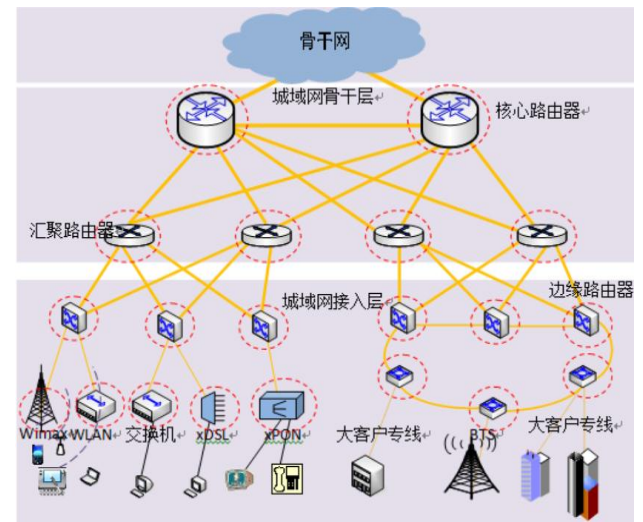 骨干网
城域网骨干层
核心路由器
汇聚路由器
城域网接入层
边缘路由器
Wimax
WLAN
交换机
xDSL
xPON
大客户专线
BTS
大客户专线